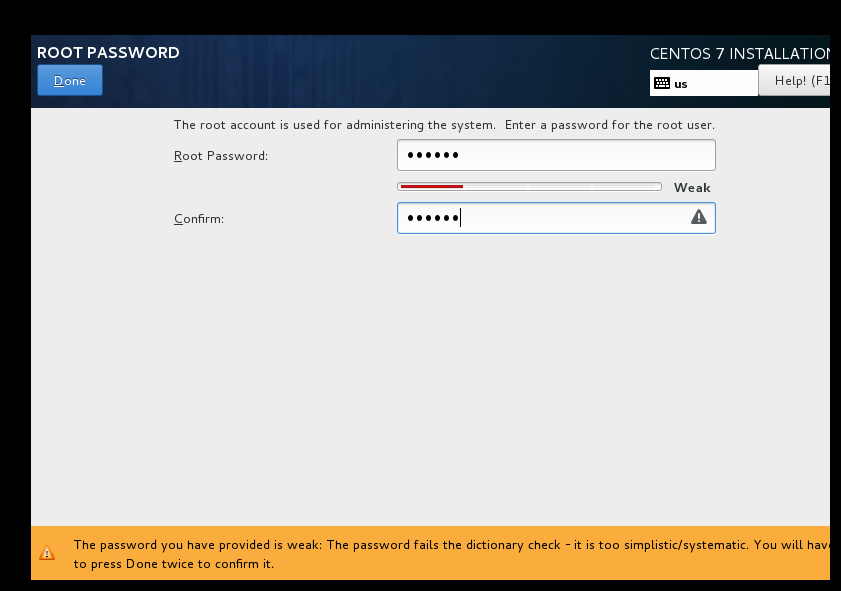 ROOT PASSWORD
CENTOS 7 INSTALLATION
Done
us
Help! (F1
The root account is used for administering the system. Enter a password for the root user.
Root Password:
••••••
Weak
Confirm:
••••••
The password you have provided is weak: The password fails the dictionary check - it is too simplistic/systematic. You will have
to press Done twice to confirm it.